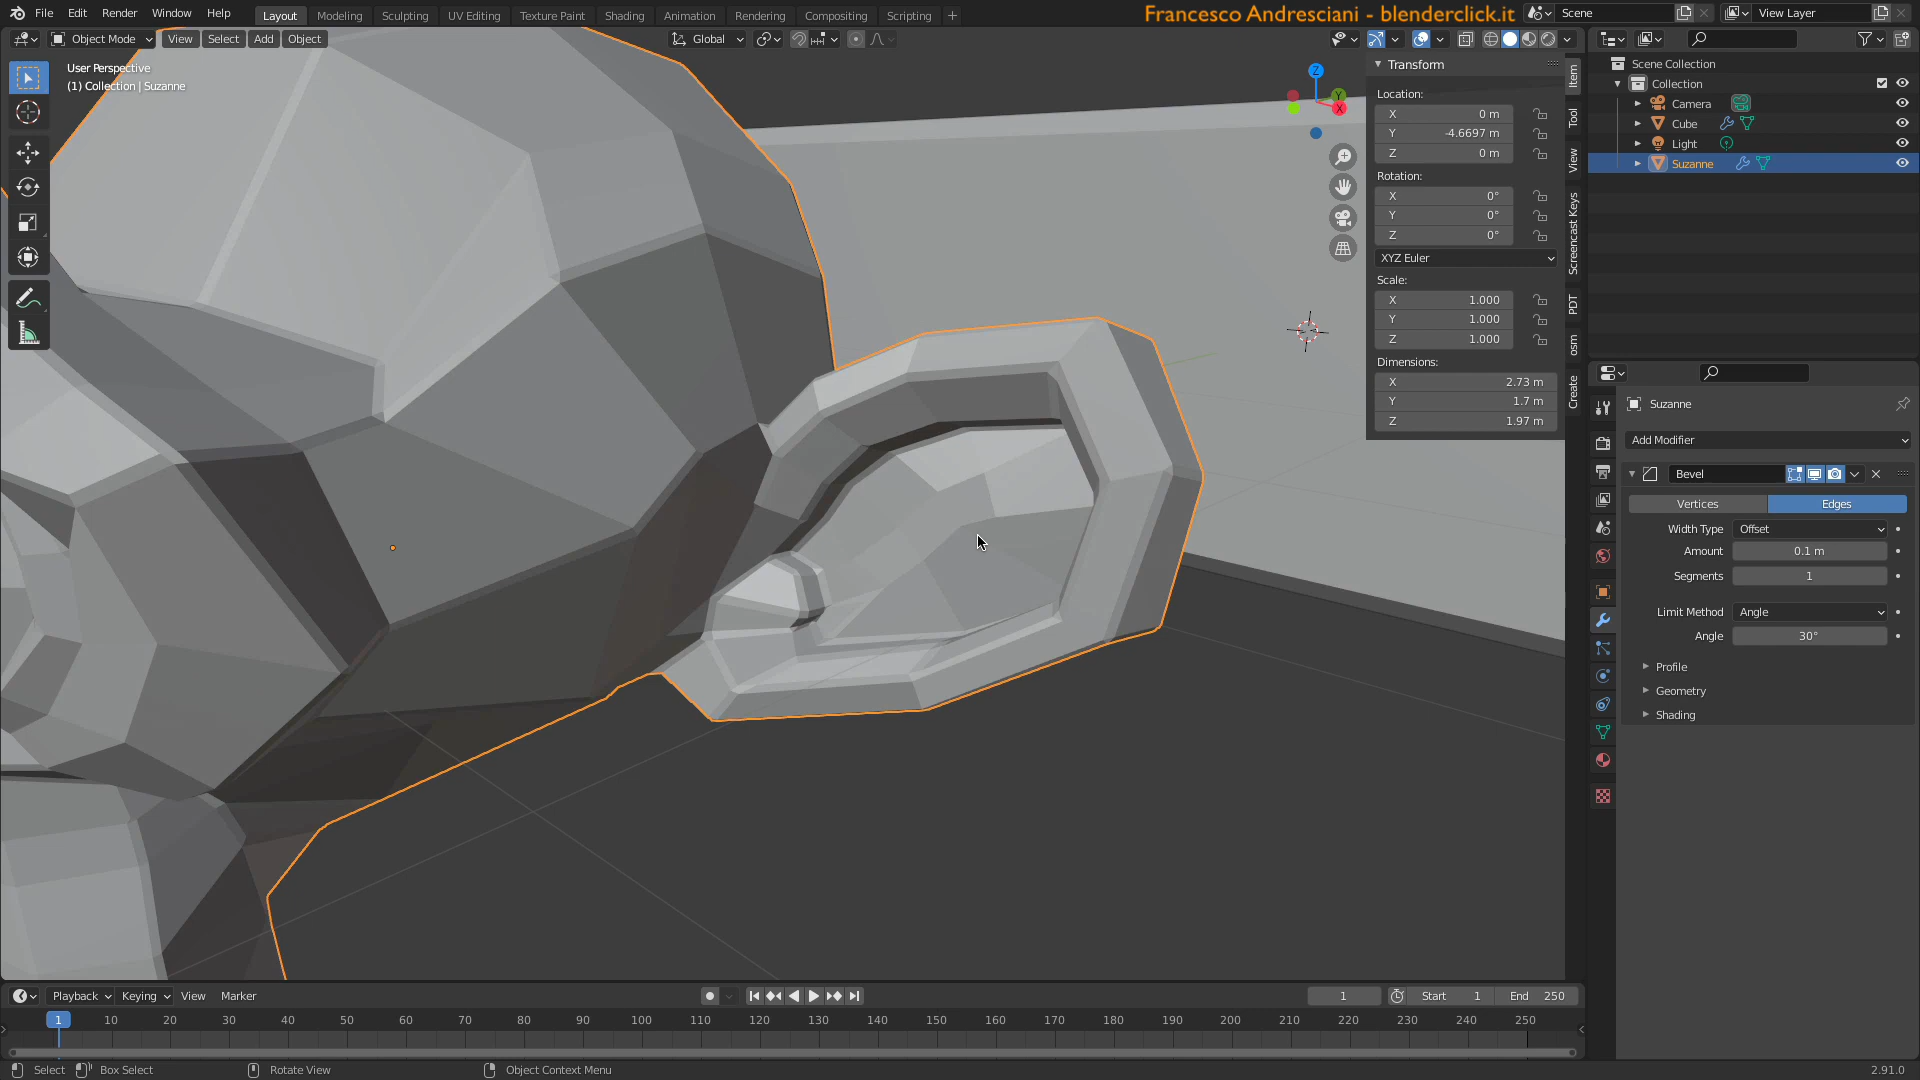 File Edit Render Window Help Layout Modeling Sculpting UV Editing Texture Paint Shading Animation Rendering Compositing Scripting + Francesco Andresciani - blenderclick.it Scene View Layer
Object Mode View Select Add Object Global
User Perspective
(1) Collection | Suzanne
Transform
Location:
X 0 m
Y -4.6697 m
Z 0 m
Rotation:
X 0°
Y 0°
Z 0°
XYZ Euler
Scale:
X 1.000
Y 1.000
Z 1.000
Dimensions:
X 2.73 m
Y 1.7 m
Z 1.97 m
Item
Tool
View
Screencast Keys
PDT
osm
Create
Z
Y
X
Scene Collection
Collection
Camera
Cube
Light
Suzanne
Suzanne
Add Modifier
Bevel
Vertices Edges
Width Type Offset
Amount 0.1 m
Segments 1
Limit Method Angle
Angle 30°
Profile
Geometry
Shading
Playback Keying View Marker 1 Start 1 End 250
1 10 20 30 40 50 60 70 80 90 100 110 120 130 140 150 160 170 180 190 200 210 220 230 240 250
Select Box Select Rotate View Object Context Menu 2.91.0